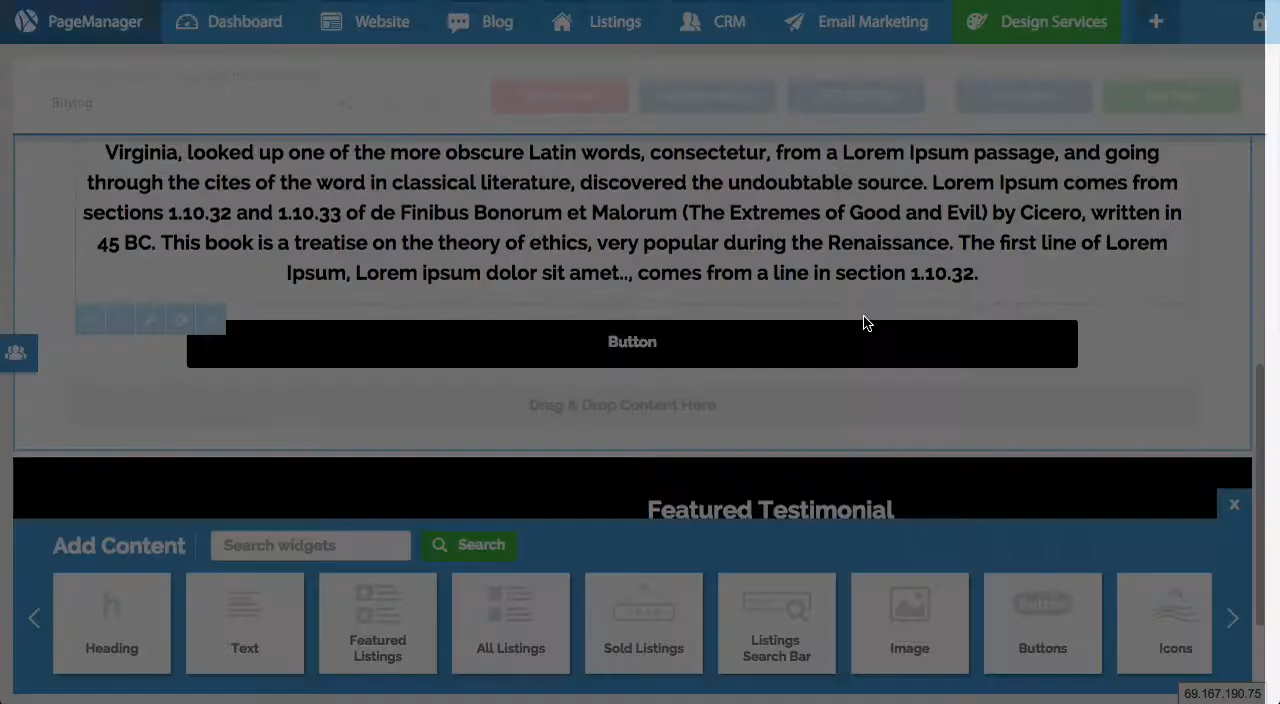 PageManager
Dashboard
Website
Blog
Listings
CRM
Email Marketing
Design Services
+
Buying
Virginia, looked up one of the more obscure Latin words, consectetur, from a Lorem Ipsum passage, and going
through the cites of the word in classical literature, discovered the undoubtable source. Lorem Ipsum comes from
sections 1.10.32 and 1.10.33 of de Finibus Bonorum et Malorum (The Extremes of Good and Evil) by Cicero, written in
45 BC. This book is a treatise on the theory of ethics, very popular during the Renaissance. The first line of Lorem
Ipsum, Lorem ipsum dolor sit amet.., comes from a line in section 1.10.32.
Button
Drag & Drop Content Here
Featured Testimonial
x
Add Content
Search widgets
Search
h
Heading
Text
Featured
Listings
All Listings
Sold Listings
Listings
Search Bar
Image
Button
Buttons
Icons
69.167.190.75